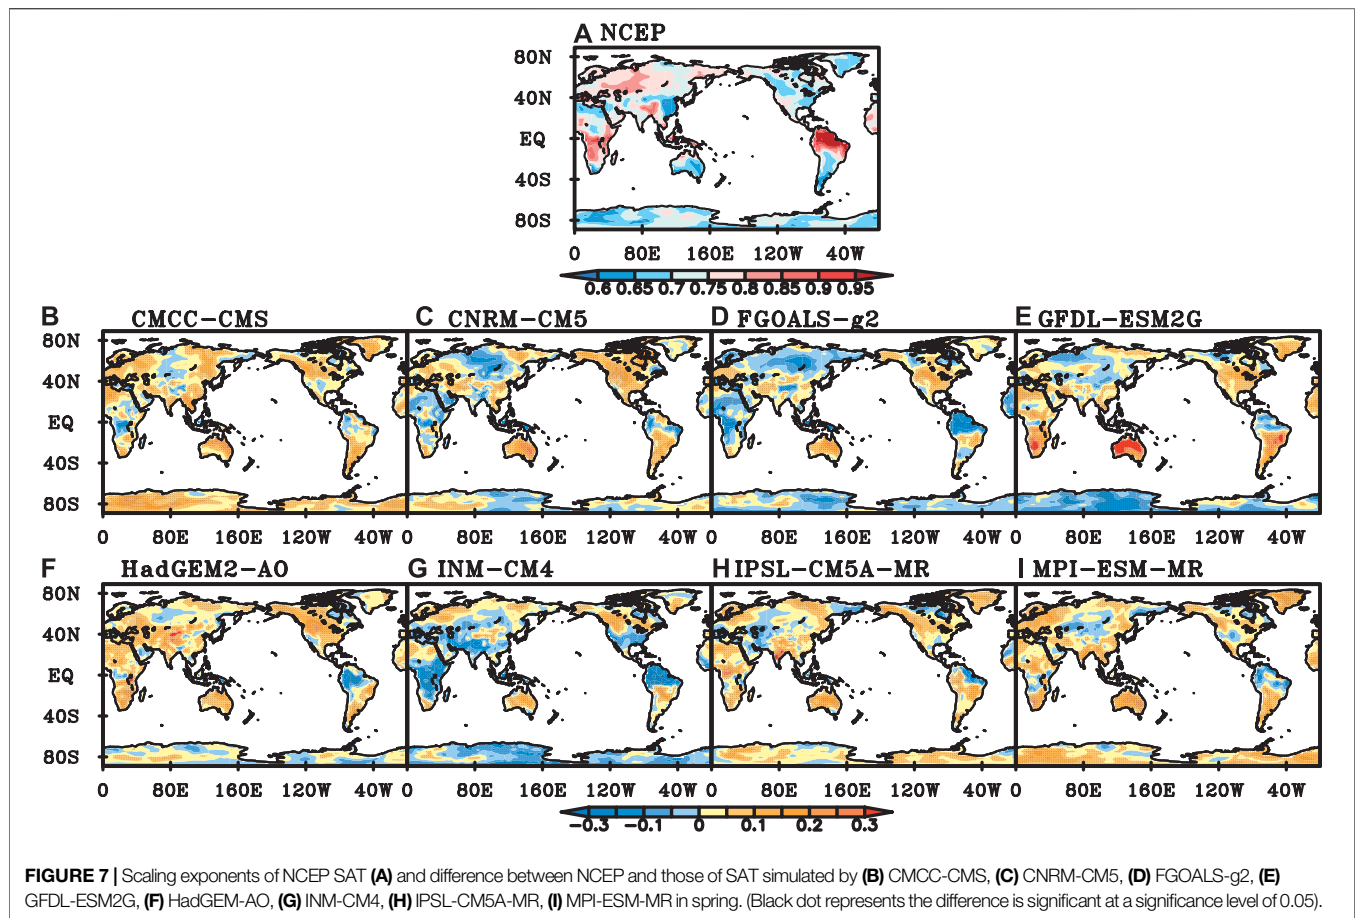 A NCEP
80N
40N
EQ
40S
80S
0 80E 160E 120W 40W
0.6 0.65 0.7 0.75 0.8 0.85 0.9 0.95
B CMCC-CMS C CNRM-CM5 D FGOALS-g2 E GFDL-ESM2G
80N
40N
EQ
40S
80S
0 80E 160E 120W 40W 0 80E 160E 120W 40W 0 80E 160E 120W 40W 0 80E 160E 120W 40W
F HadGEM2-AO G INM-CM4 H IPSL-CM5A-MR I MPI-ESM-MR
80N
40N
EQ
40S
80S
0 80E 160E 120W 40W 0 80E 160E 120W 40W 0 80E 160E 120W 40W 0 80E 160E 120W 40W
-0.3 -0.1 0 0.1 0.2 0.3
FIGURE 7 | Scaling exponents of NCEP SAT (A) and difference between NCEP and those of SAT simulated by (B) CMCC-CMS, (C) CNRM-CM5, (D) FGOALS-g2, (E)
GFDL-ESM2G, (F) HadGEM-AO, (G) INM-CM4, (H) IPSL-CM5A-MR, (I) MPI-ESM-MR in spring. (Black dot represents the difference is significant at a significance level of 0.05).